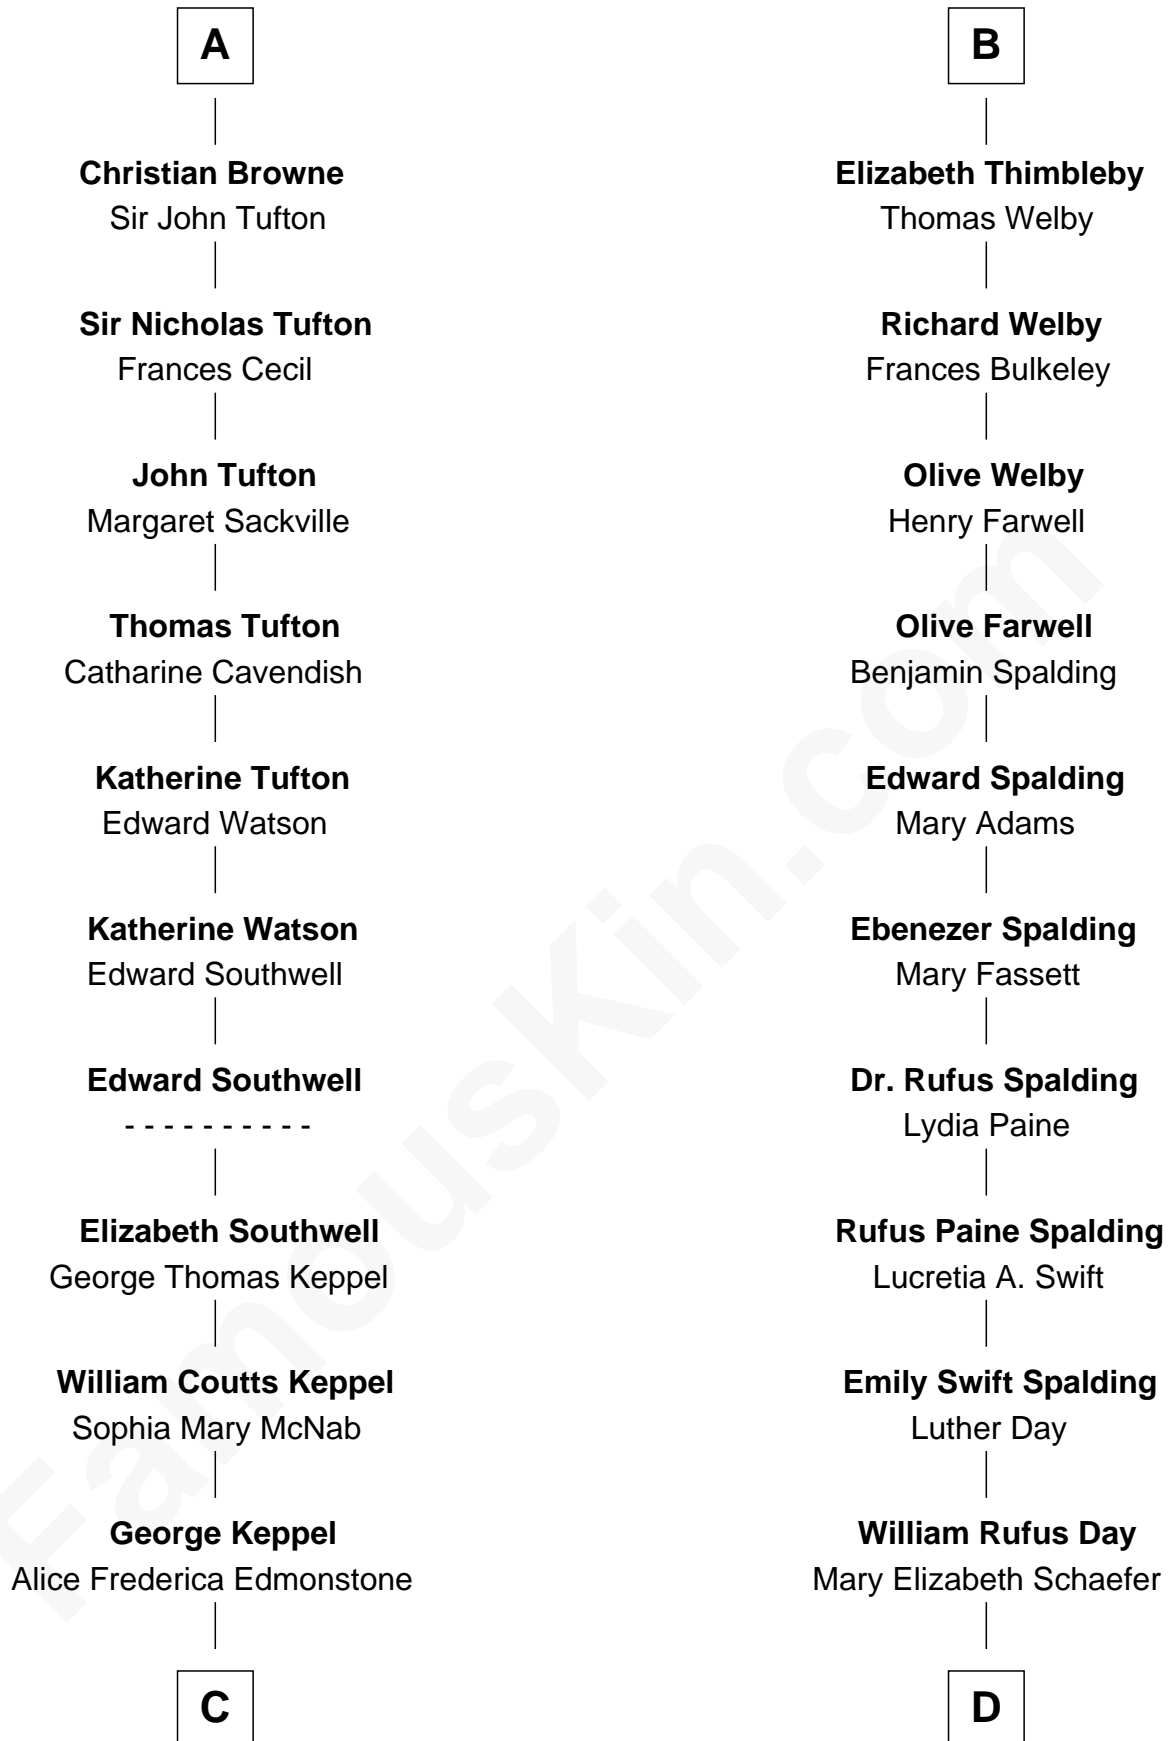 A
Christian Browne
Sir John Tufton
Sir Nicholas Tufton
Frances Cecil
John Tufton
Margaret Sackville
Thomas Tufton
Catharine Cavendish
Katherine Tufton
Edward Watson
Katherine Watson
Edward Southwell
Edward Southwell
- - - - - - - - - -
Elizabeth Southwell
George Thomas Keppel
William Coutts Keppel
Sophia Mary McNab
George Keppel
Alice Frederica Edmonstone
C
B
Elizabeth Thimbleby
Thomas Welby
Richard Welby
Frances Bulkeley
Olive Welby
Henry Farwell
Olive Farwell
Benjamin Spalding
Edward Spalding
Mary Adams
Ebenezer Spalding
Mary Fassett
Dr. Rufus Spalding
Lydia Paine
Rufus Paine Spalding
Lucretia A. Swift
Emily Swift Spalding
Luther Day
William Rufus Day
Mary Elizabeth Schaefer
D
FamousKin.com